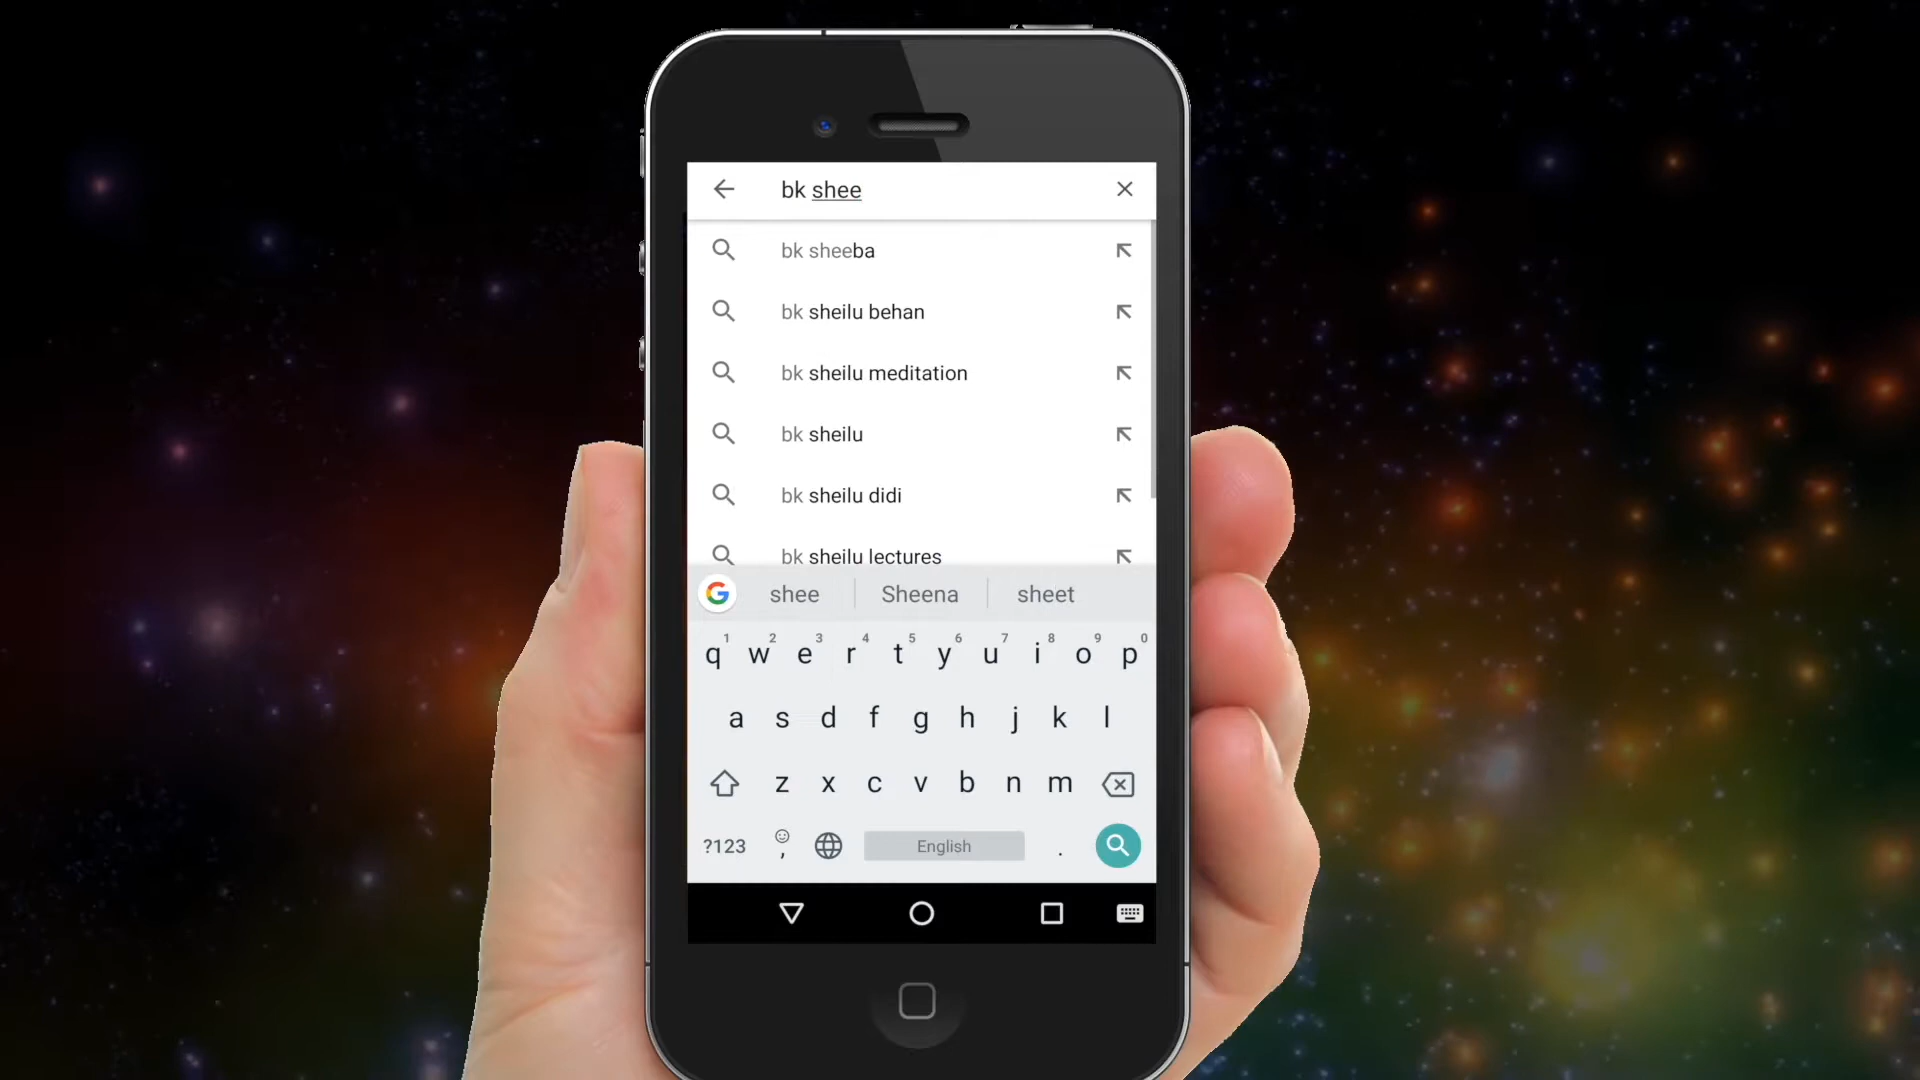 bk shee
bk sheeba
bk sheilu behan
bk sheilu meditation
bk sheilu
bk sheilu didi
bk sheilu lectures
G shee Sheena sheet
1 2 3 4 5 6 7 8 9 0
q w e r t y u i o p
a s d f g h j k l
z x c v b n m
?123 , English .